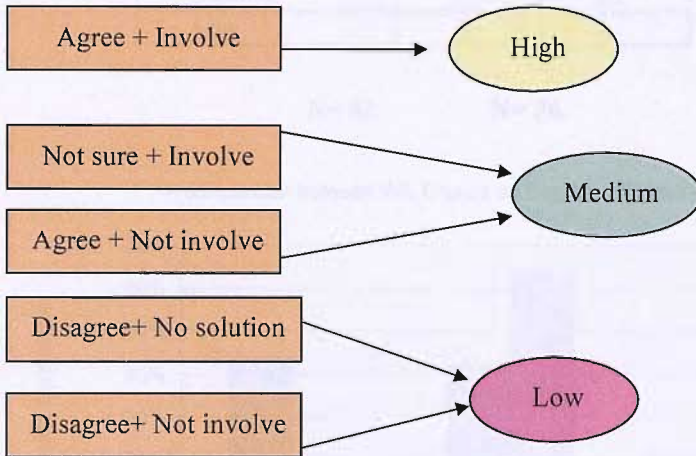 Agree + Involve
High
Not sure + Involve
Medium
Agree + Not involve
Disagree+ No solution
Low
Disagree+ Not involve